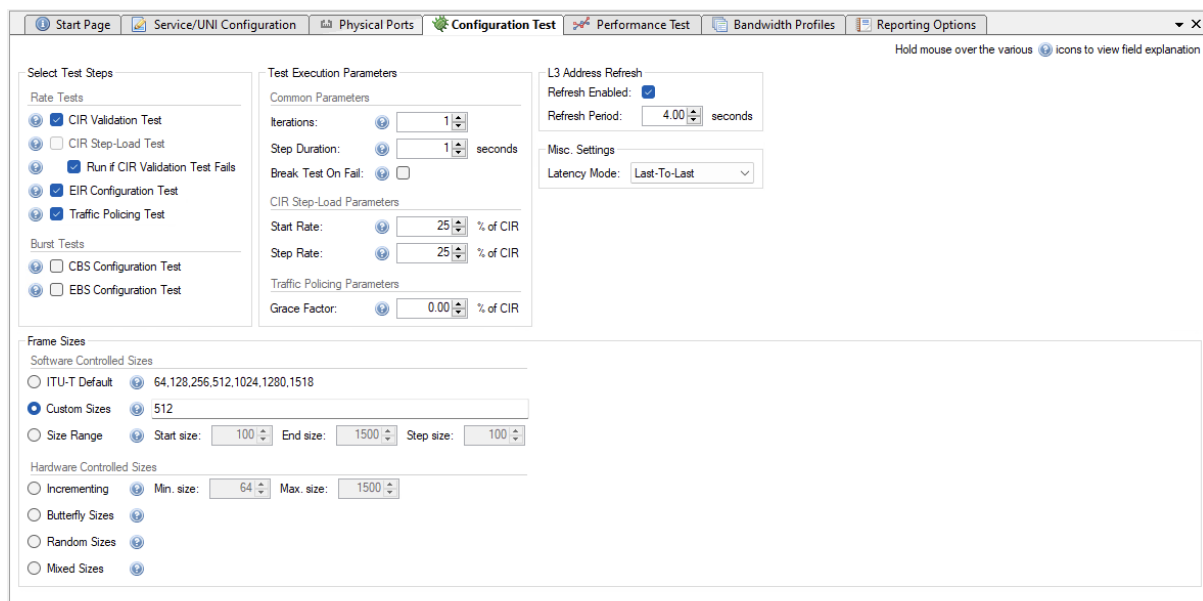 Start Page Service/UNI Configuration Physical Ports Configuration Test Performance Test Bandwidth Profiles Reporting Options
Hold mouse over the various icons to view field explanation
Select Test Steps
Rate Tests
CIR Validation Test
CIR Step-Load Test
Run if CIR Validation Test Fails
EIR Configuration Test
Traffic Policing Test
Burst Tests
CBS Configuration Test
EBS Configuration Test
Test Execution Parameters
Common Parameters
Iterations: 1
Step Duration: 1 seconds
Break Test On Fail:
CIR Step-Load Parameters
Start Rate: 25 % of CIR
Step Rate: 25 % of CIR
Traffic Policing Parameters
Grace Factor: 0.00 % of CIR
L3 Address Refresh
Refresh Enabled:
Refresh Period: 4.00 seconds
Misc. Settings
Latency Mode: Last-To-Last
Frame Sizes
Software Controlled Sizes
ITU-T Default 64,128,256,512,1024,1280,1518
Custom Sizes 512
Size Range Start size: 100 End size: 1500 Step size: 100
Hardware Controlled Sizes
Incrementing Min. size: 64 Max. size: 1500
Butterfly Sizes
Random Sizes
Mixed Sizes